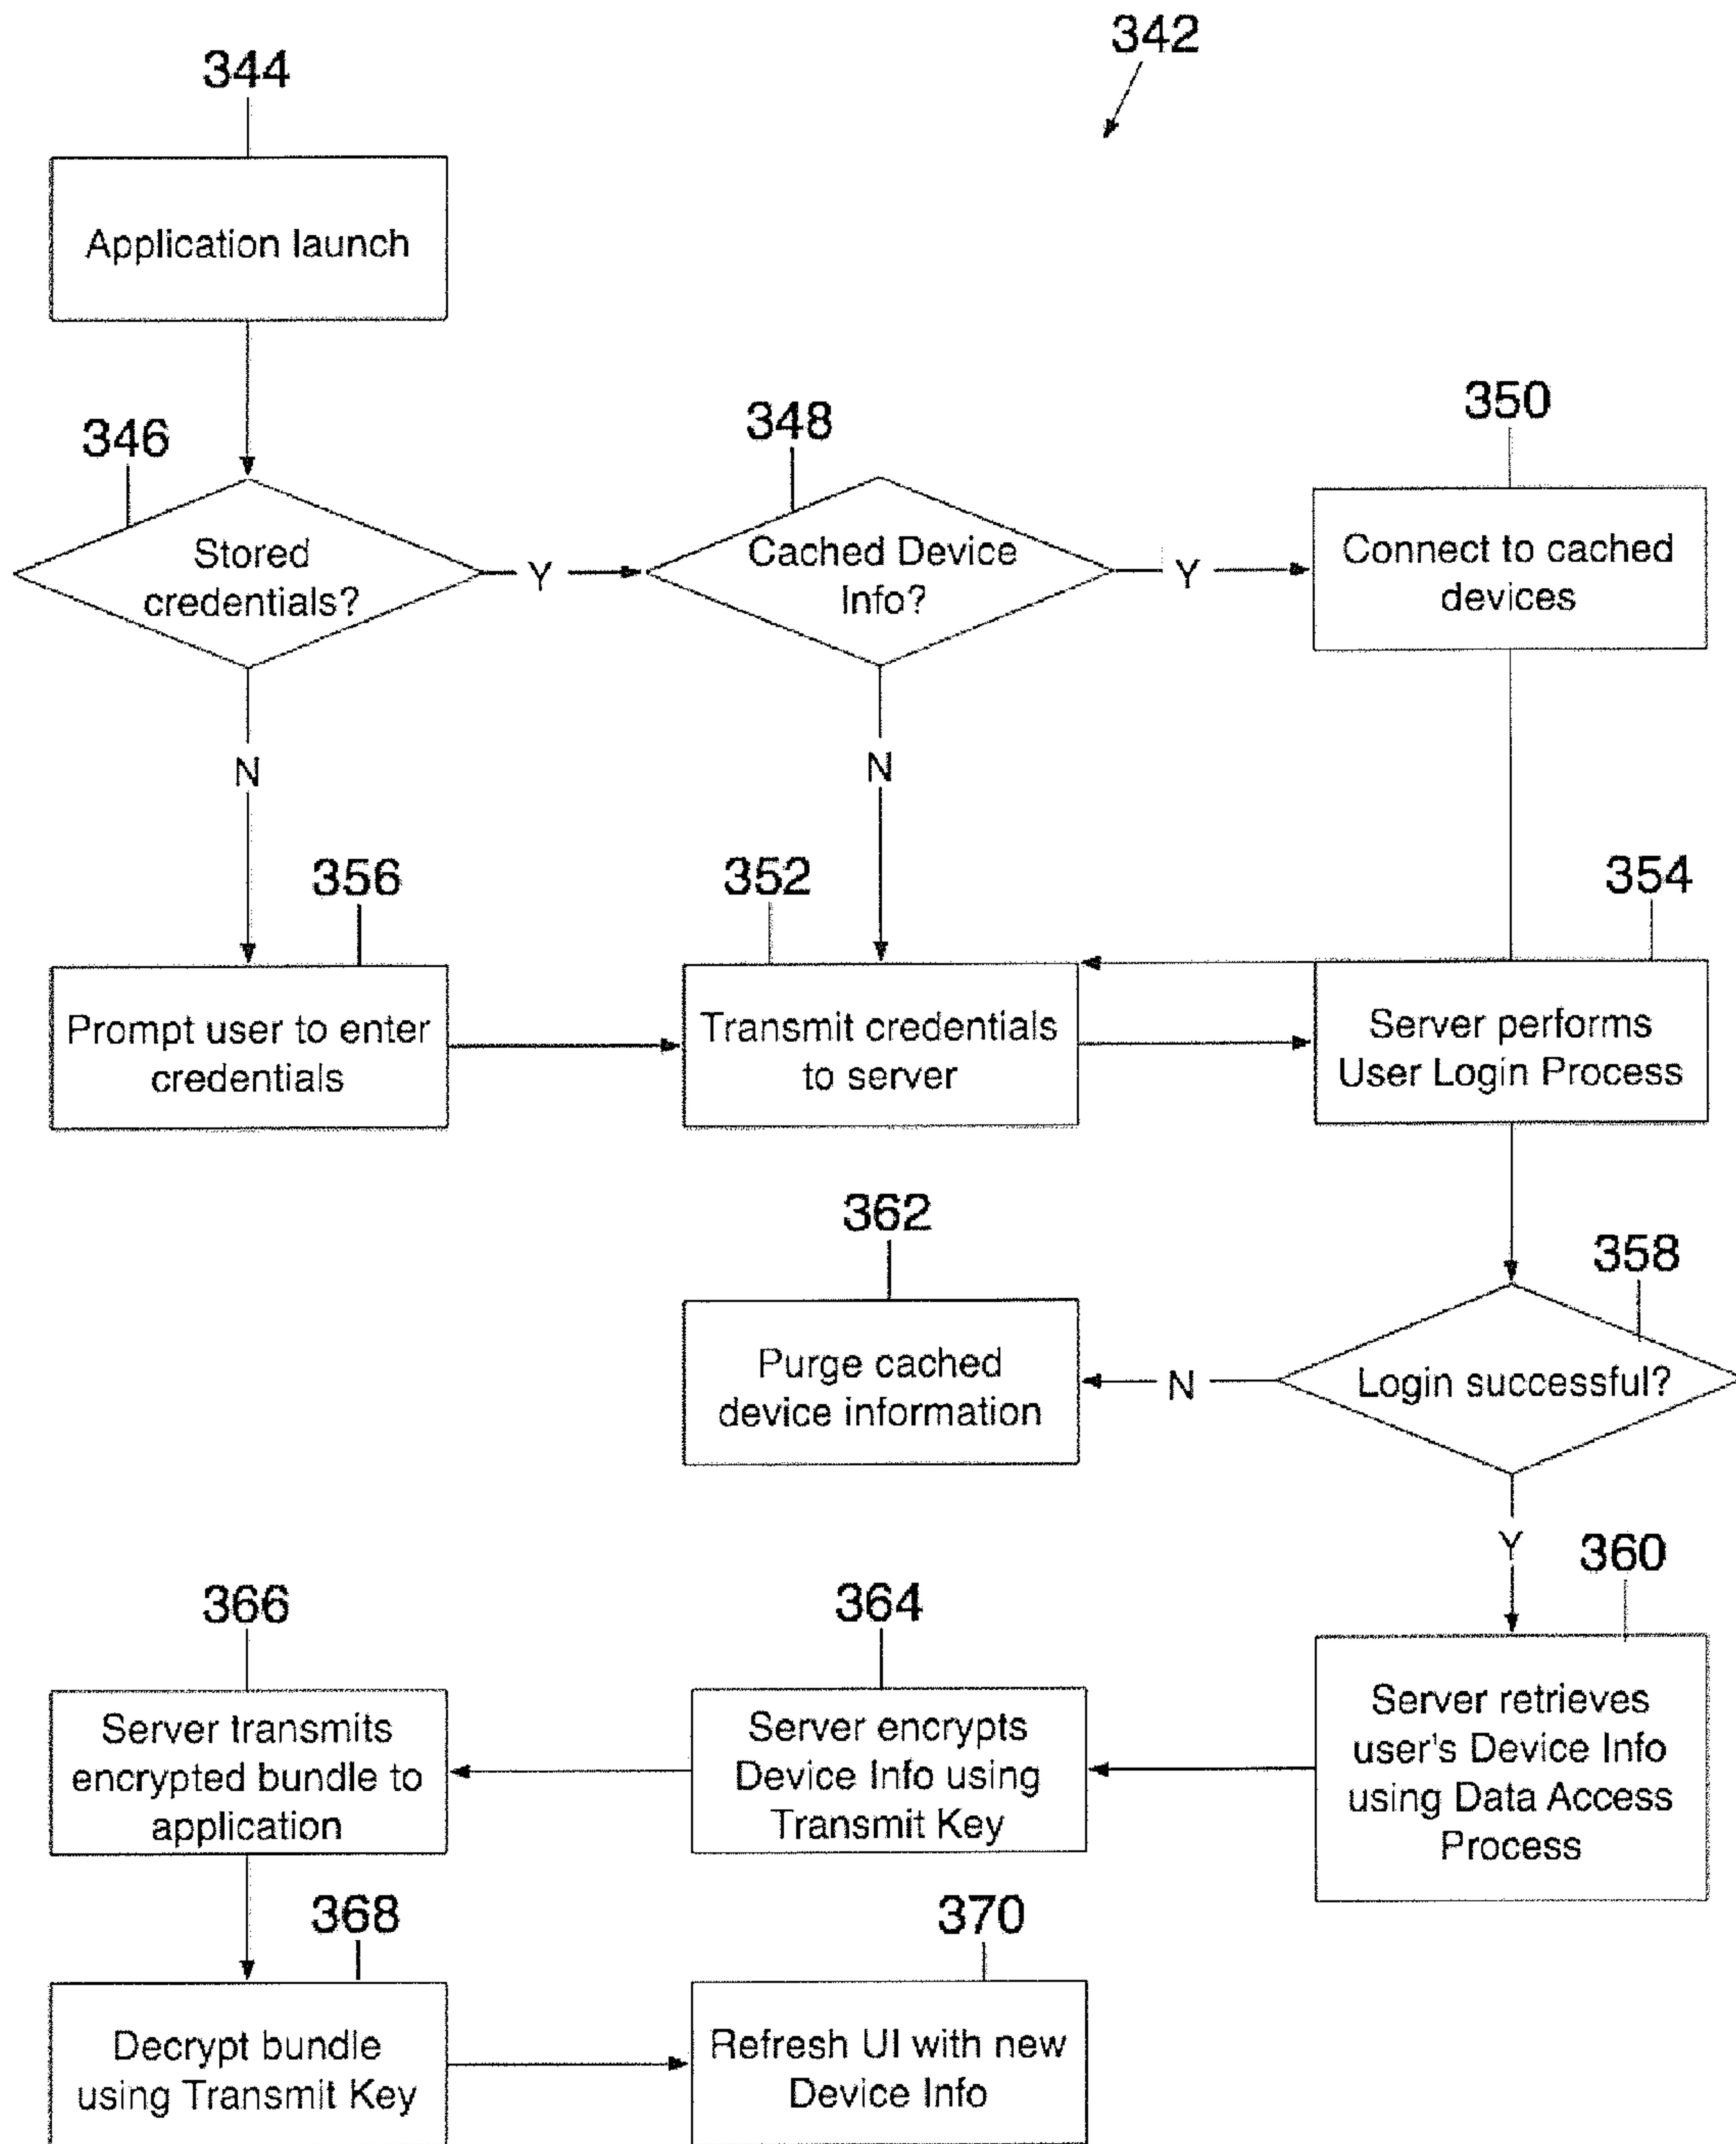 342
344
Application launch
346
348
350
Stored
credentials?
Y
Cached Device
Info?
Y
Connect to cached
devices
N
N
356
352
354
Prompt user to enter
credentials
Transmit credentials
to server
Server performs
User Login Process
362
358
Purge cached
device information
N
Login successful?
Y
366
364
360
Server transmits
encrypted bundle to
application
Server encrypts
Device Info using
Transmit Key
Server retrieves
user's Device Info
using Data Access
Process
368
370
Decrypt bundle
using Transmit Key
Refresh UI with new
Device Info